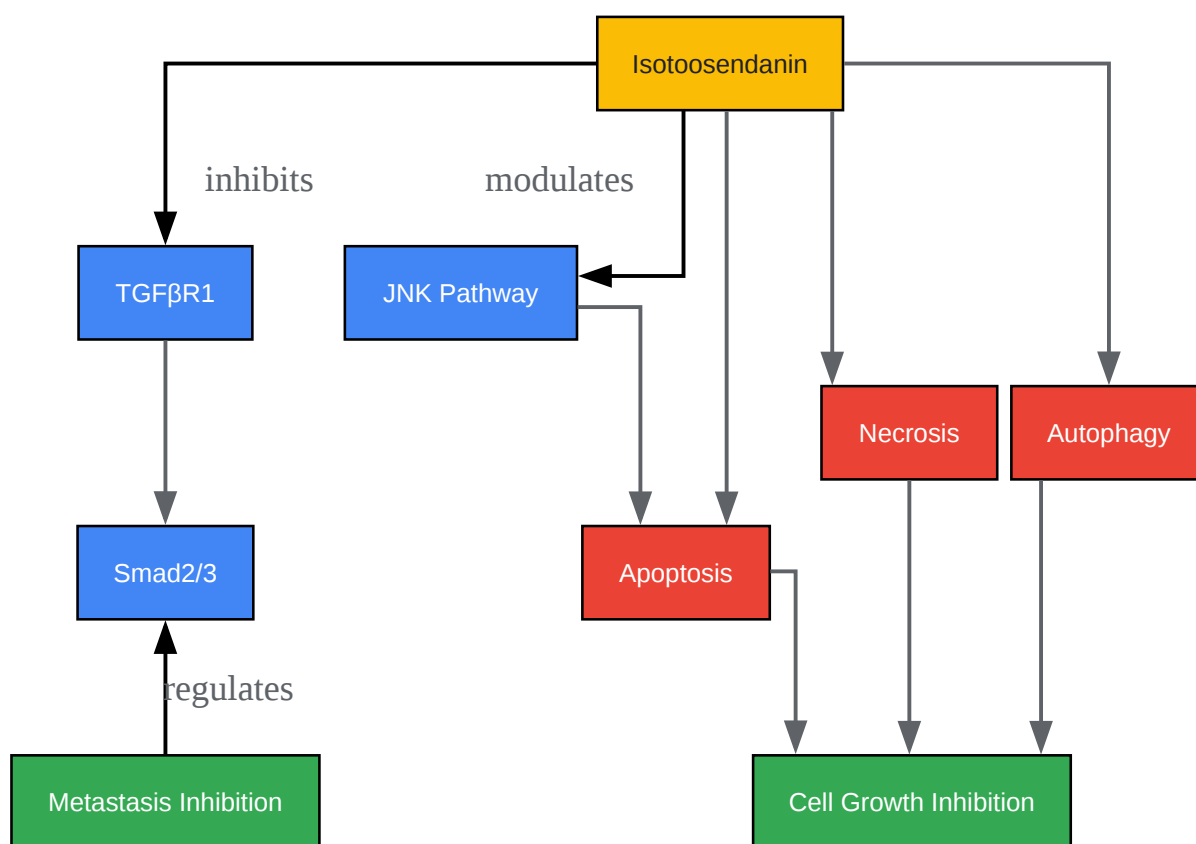 Isotoosendanin
inhibits
modulates
TGFβR1
JNK Pathway
Necrosis
Autophagy
Smad2/3
Apoptosis
regulates
Metastasis Inhibition
Cell Growth Inhibition